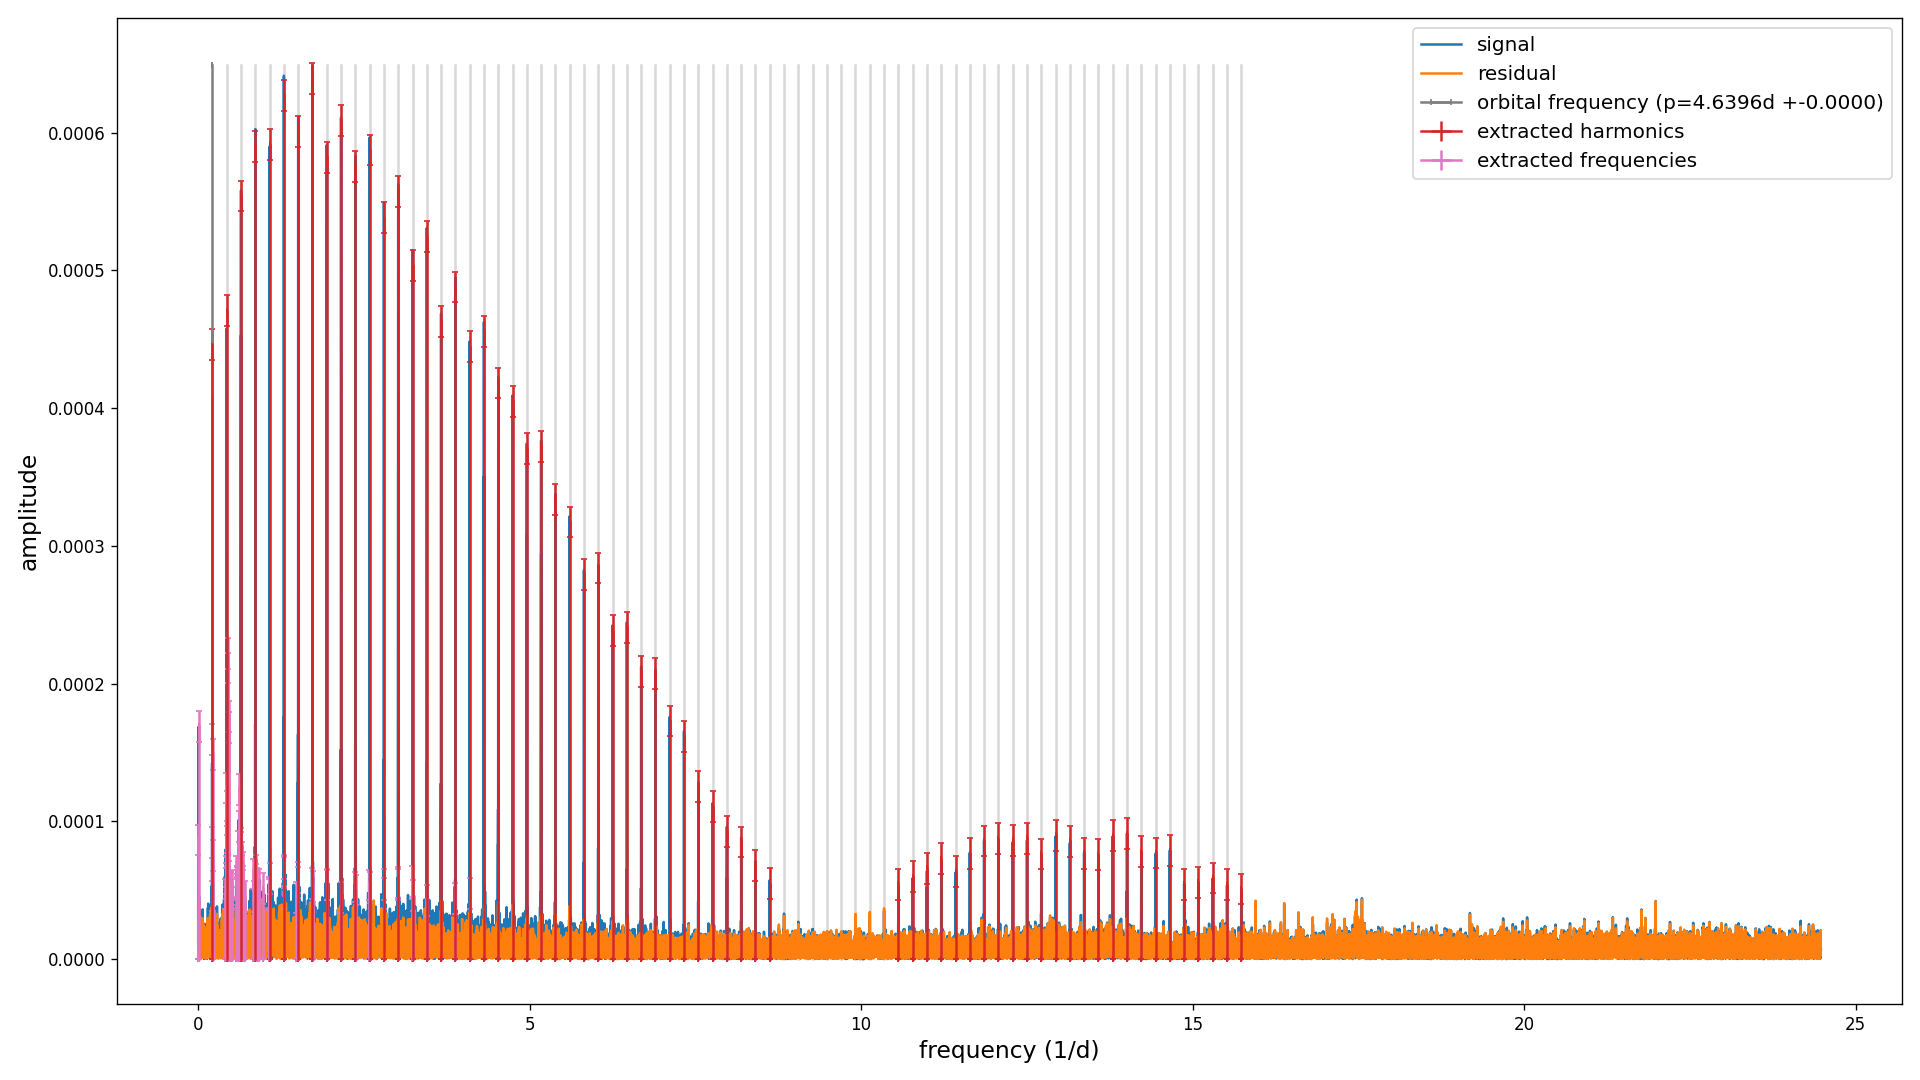 signal
residual
orbital frequency (p=4.6396d +-0.0000)
extracted harmonics
extracted frequencies
amplitude
0.0006
0.0005
0.0004
0.0003
0.0002
0.0001
0.0000
0 5 10 15 20 25
frequency (1/d)